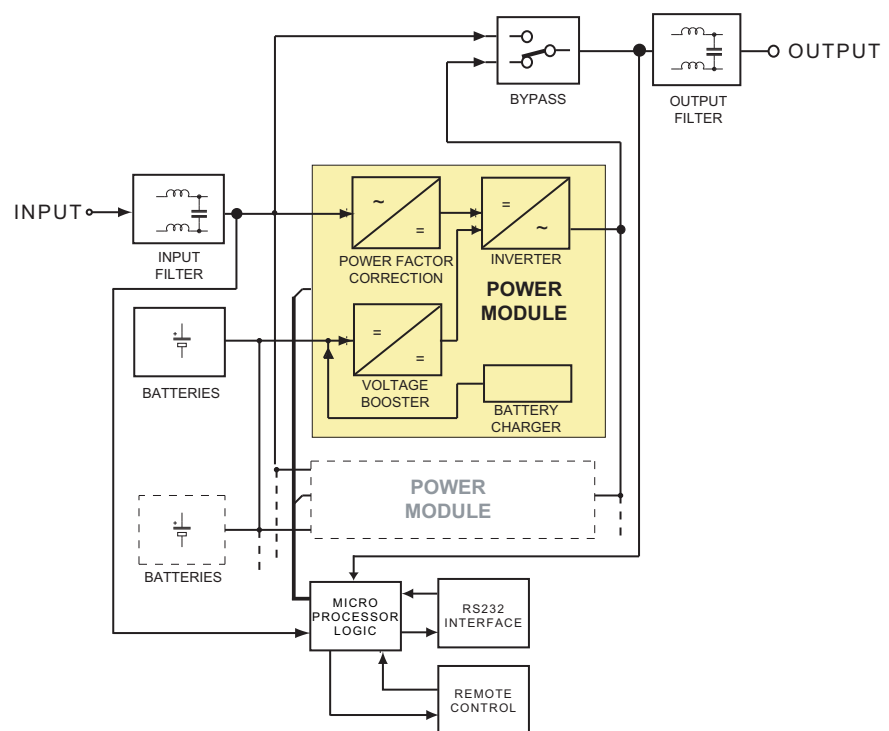 BYPASS
OUTPUT
FILTER
OUTPUT
INPUT
INPUT
FILTER
~
=
POWER FACTOR
CORRECTION
=
~
INVERTER
POWER
MODULE
+
BATTERIES
=
=
VOLTAGE
BOOSTER
BATTERY
CHARGER
POWER
MODULE
+
BATTERIES
MICRO
PROCESSOR
LOGIC
RS232
INTERFACE
REMOTE
CONTROL